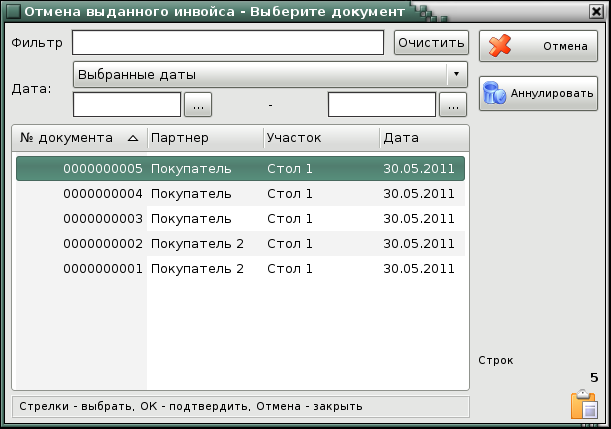 Отмена выданного инвойса - Выберите документ
Фильтр
Очистить
Отмена
Дата:
Выбранные даты
Аннулировать
... - ...
№ документа Партнер Участок Дата
0000000005 Покупатель Стол 1 30.05.2011
0000000004 Покупатель Стол 1 30.05.2011
0000000003 Покупатель Стол 1 30.05.2011
0000000002 Покупатель 2 Стол 1 30.05.2011
0000000001 Покупатель 2 Стол 1 30.05.2011
Строк
5
Стрелки - выбрать, ОК - подтвердить, Отмена - закрыть